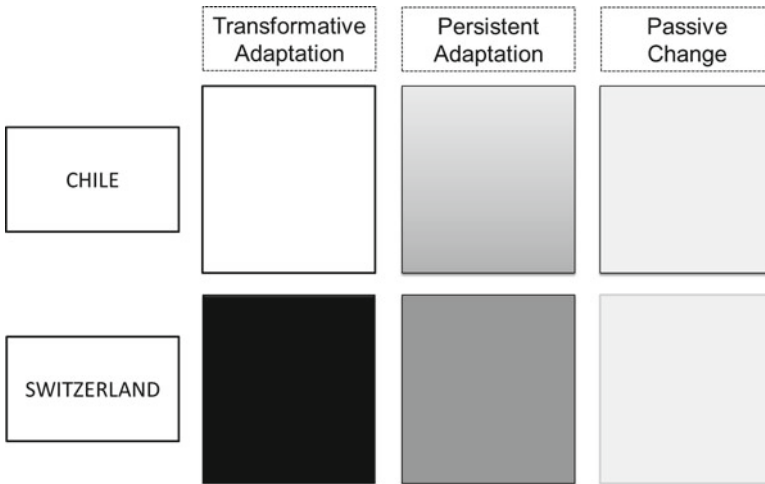 Transformative
Adaptation
Persistent
Adaptation
Passive
Change
CHILE
SWITZERLAND